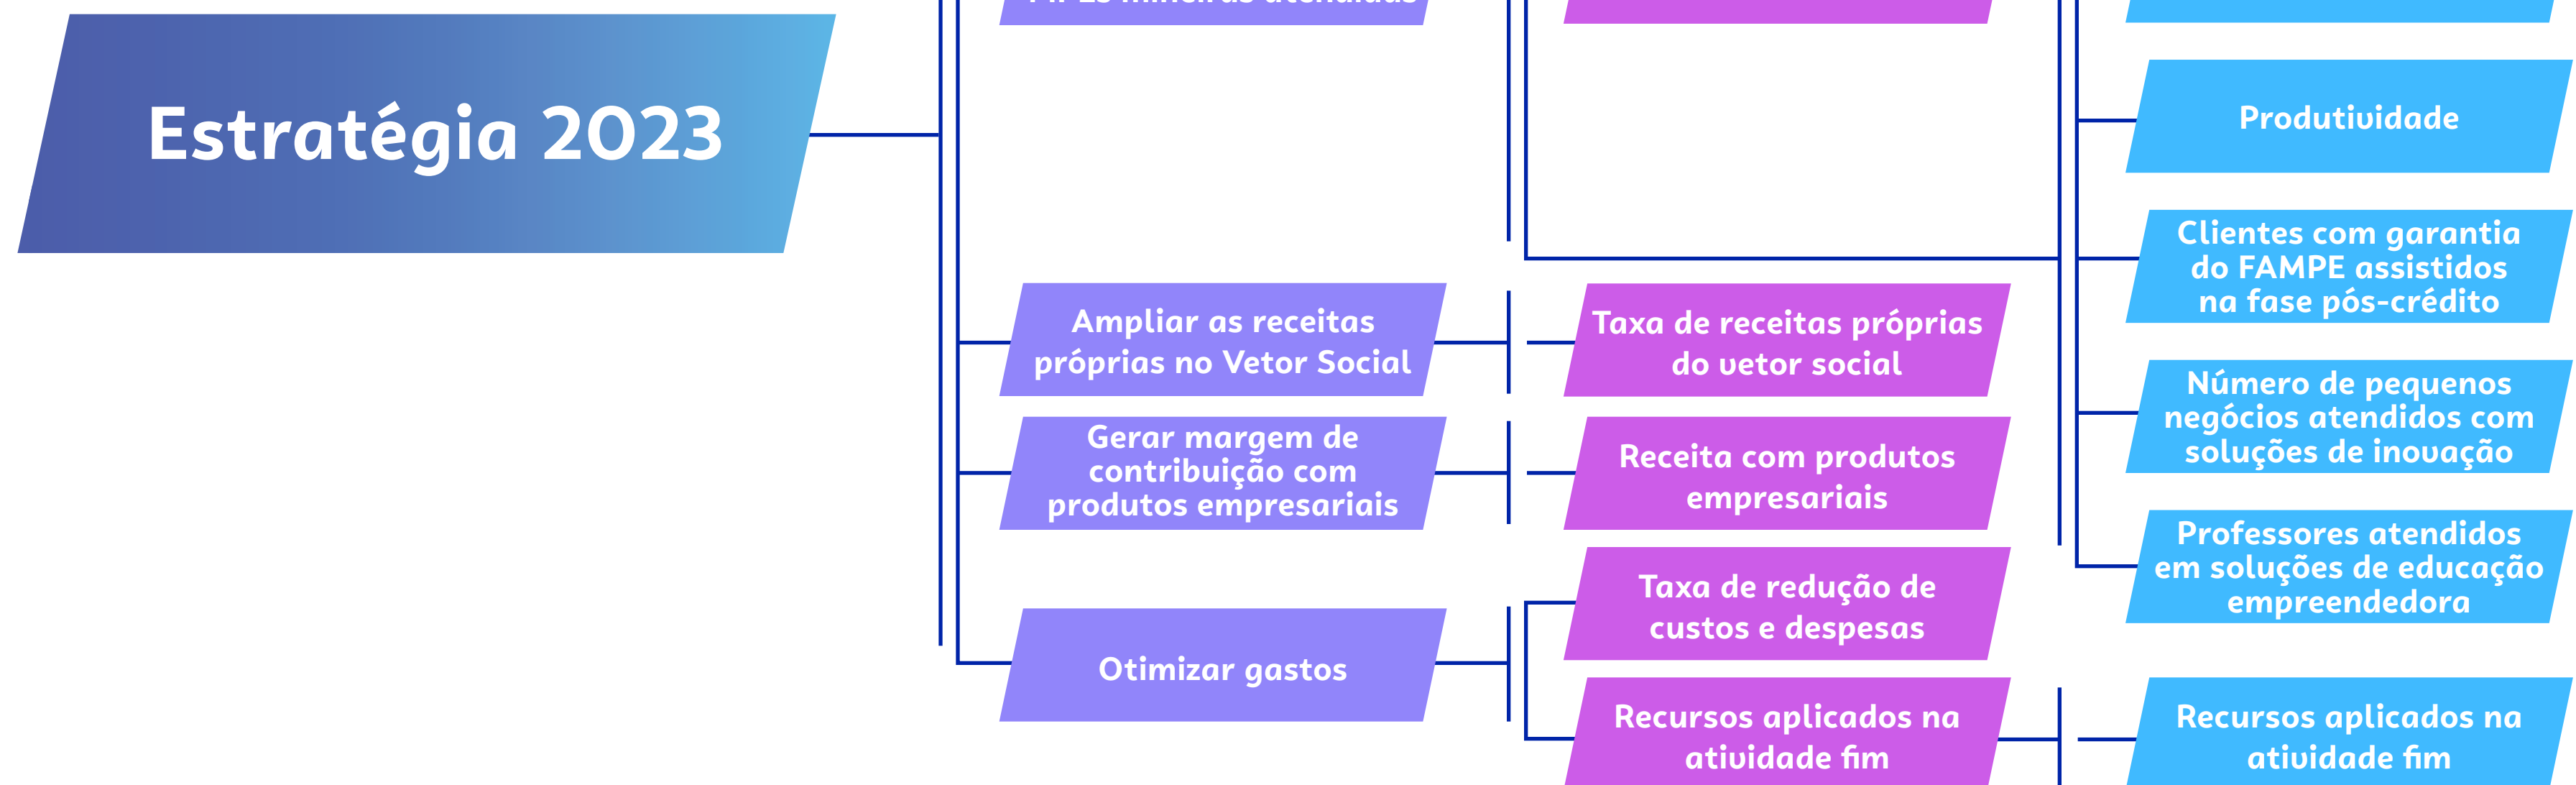 Estratégia 2023
Ampliar as receitas
próprias no Vetor Social
Gerar margem de
contribuição com
produtos empresariais
Otimizar gastos
Taxa de receitas próprias
do vetor social
Receita com produtos
empresariais
Taxa de redução de
custos e despesas
Recursos aplicados na
atividade fim
Produtividade
Clientes com garantia
do FAMPE assistidos
na fase pós-crédito
Número de pequenos
negócios atendidos com
soluções de inovação
Professores atendidos
em soluções de educação
empreendedora
Recursos aplicados na
atividade fim